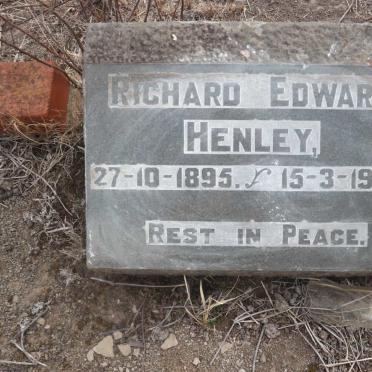 RICHARD EDWAR
HENLEY,
27-10-1895. 15-3-19
REST IN PEACE.